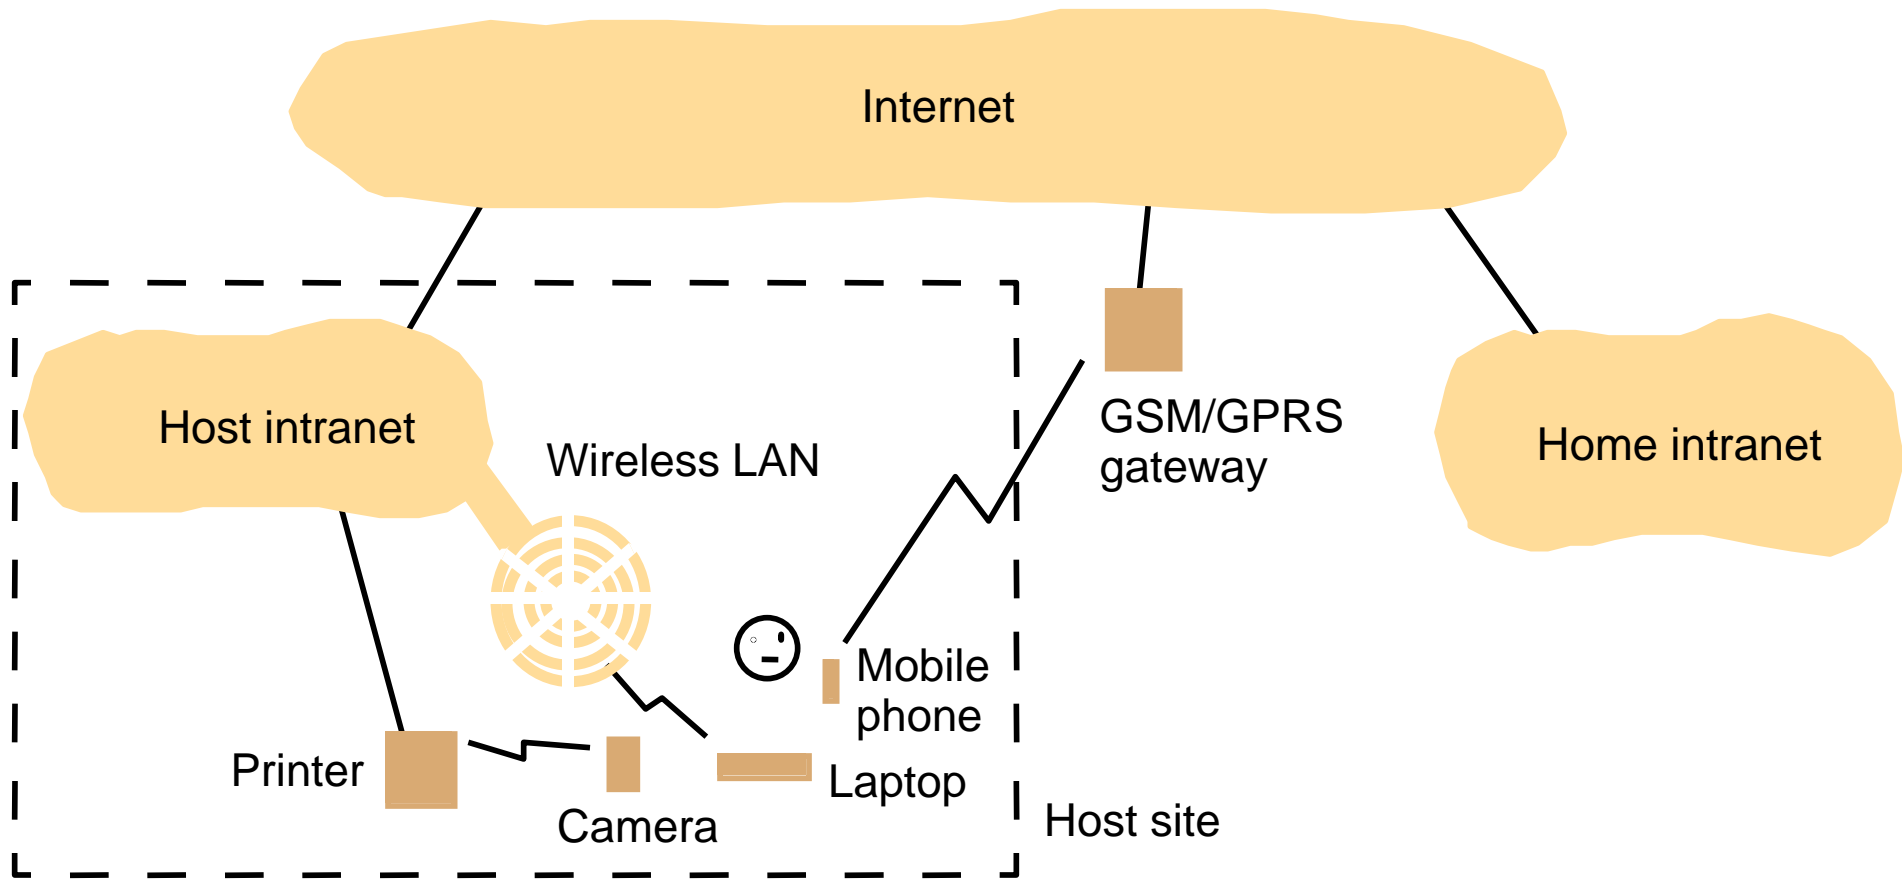 Internet
Host intranet
Wireless LAN
GSM/GPRS
gateway
Home intranet
Mobile
phone
Printer
Laptop
Camera
Host site